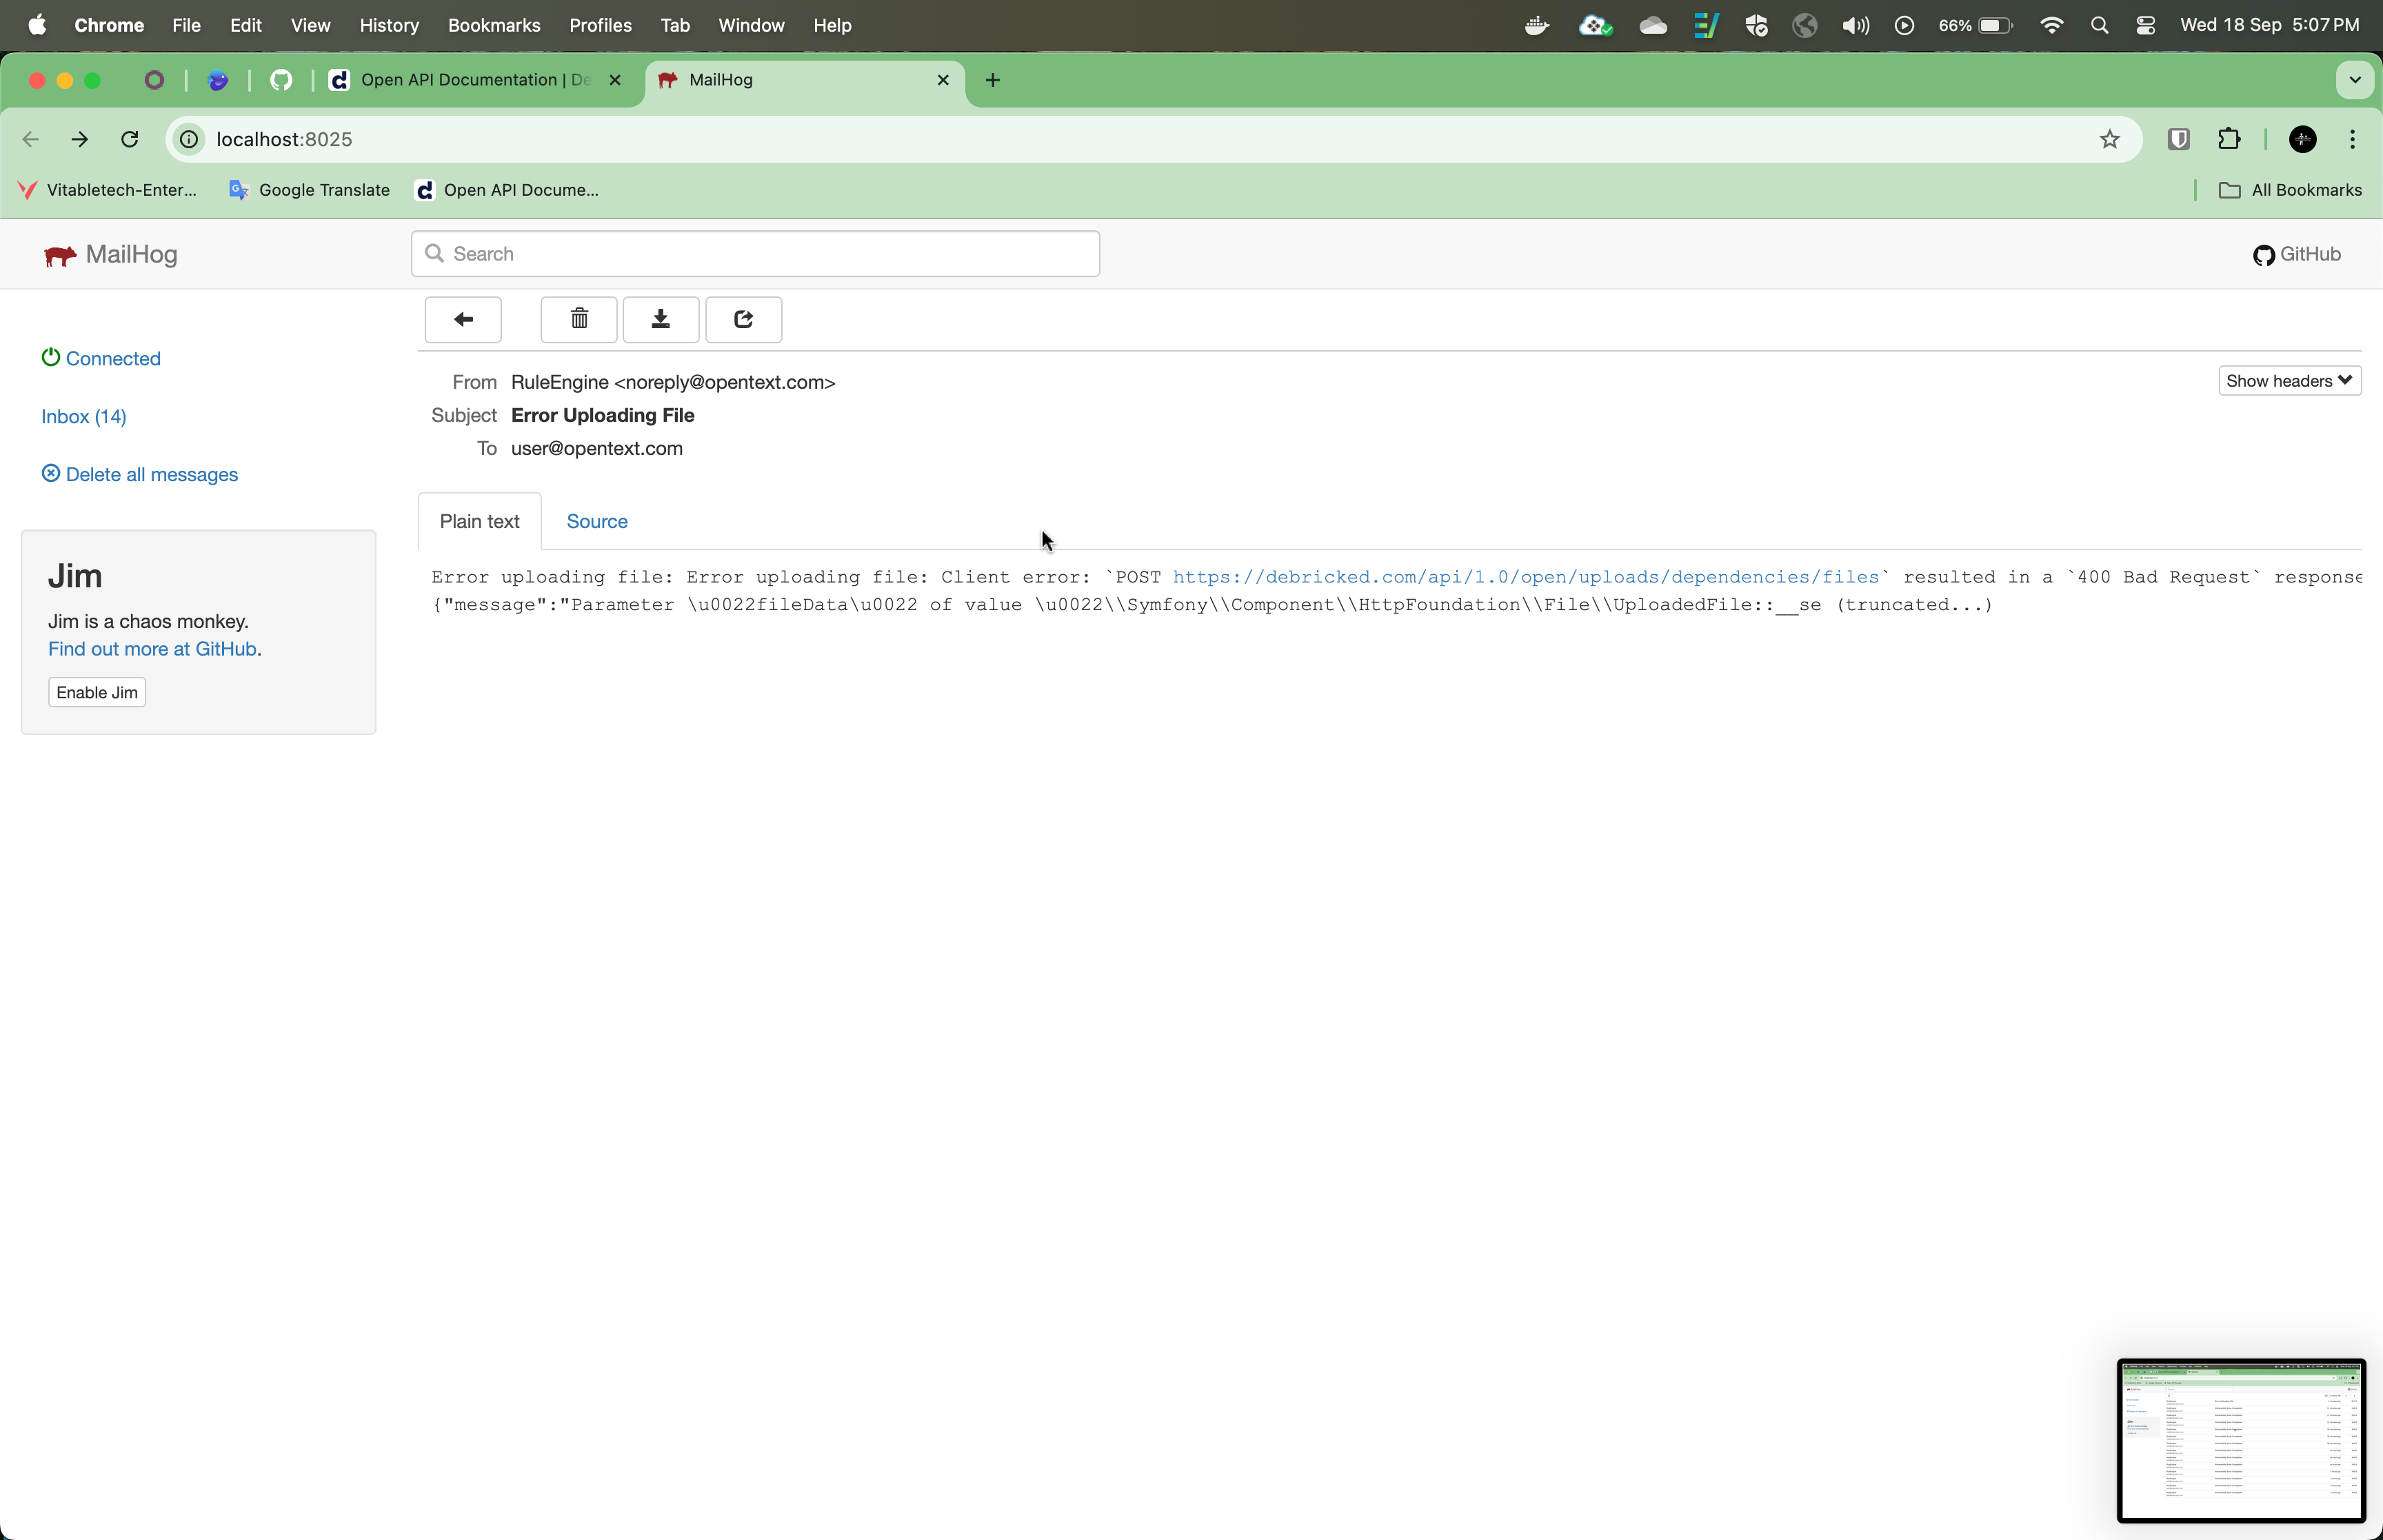 Chrome File Edit View History Bookmarks Profiles Tab Window Help 66% Wed 18 Sep 5:07 PM
Open API Documentation | De MailHog
localhost:8025
Vitabletech-Enter... Google Translate Open API Docume... All Bookmarks
MailHog Search GitHub
Connected
Inbox (14)
Delete all messages
Jim
Jim is a chaos monkey.
Find out more at GitHub.
Enable Jim
From RuleEngine <noreply@opentext.com> Show headers
Subject Error Uploading File
To user@opentext.com
Plain text Source
Error uploading file: Error uploading file: Client error: `POST https://debricked.com/api/1.0/open/uploads/dependencies/files` resulted in a `400 Bad Request` response
{"message":"Parameter \u0022fileData\u0022 of value \u0022\\Symfony\\Component\\HttpFoundation\\File\\UploadedFile::__se (truncated...)